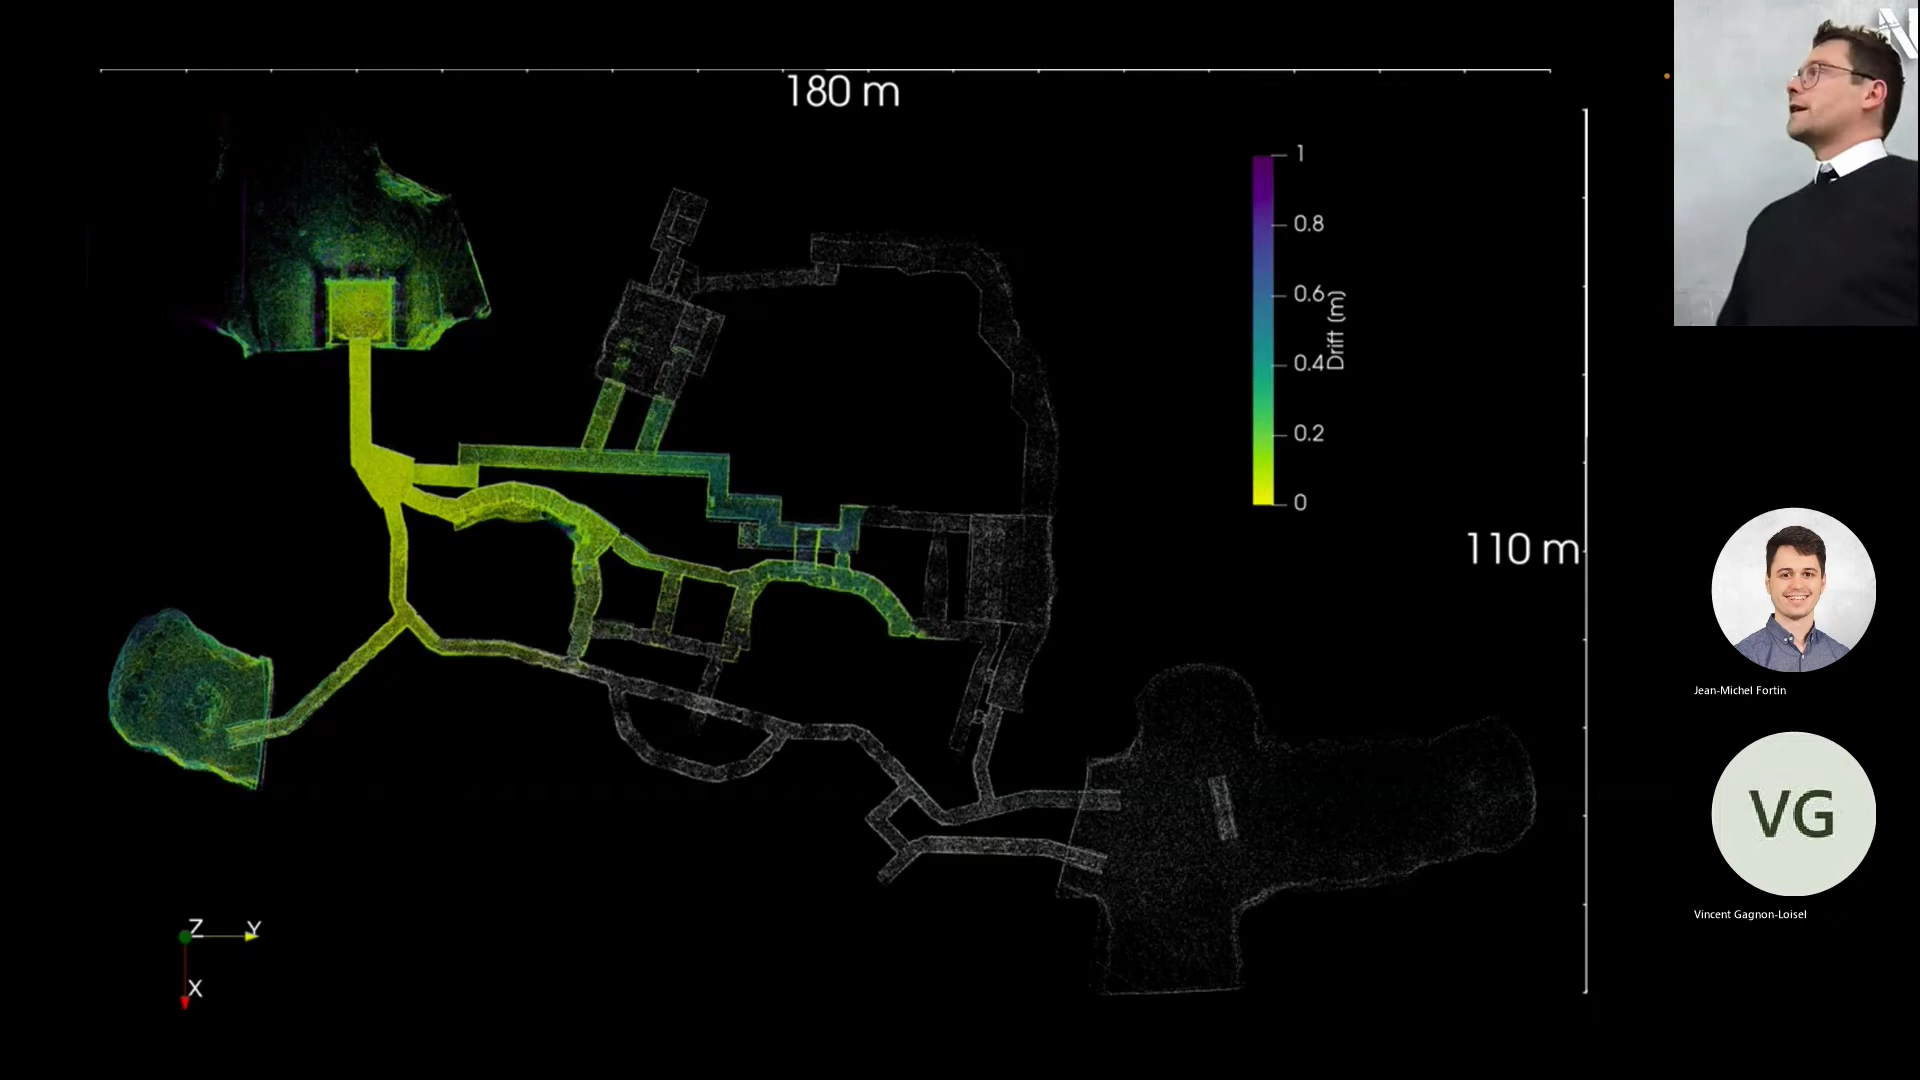 180 m
1
0.8
0.6
0.4
0.2
0
Drift (m)
110 m
Z
Y
X
N
Jean-Michel Fortin
VG
Vincent Gagnon-Loisel